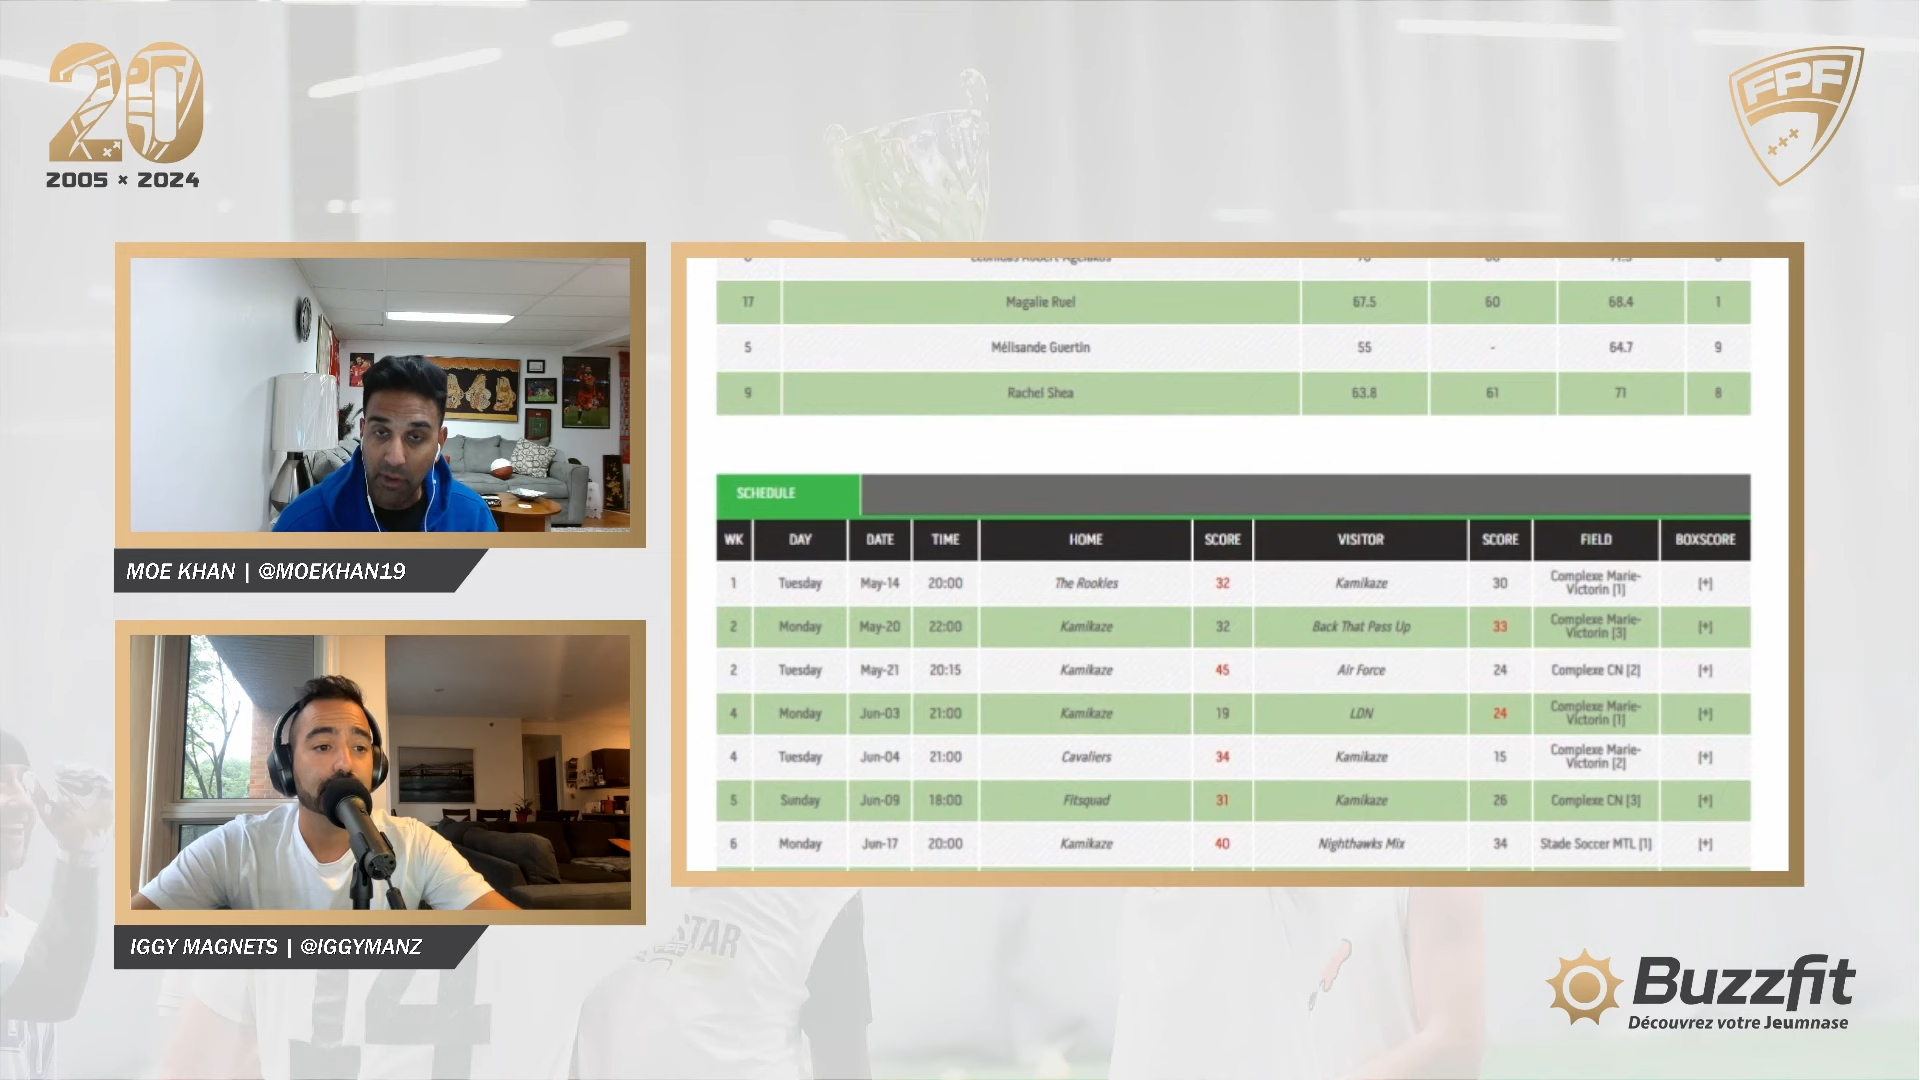 20
2005 × 2024
FPF
17 Magalie Ruel 67.5 60 68.4 1
5 Mélisande Guertin 55 - 64.7 9
9 Rachel Shea 63.8 61 71 8
SCHEDULE
WK DAY DATE TIME HOME SCORE VISITOR SCORE FIELD BOXSCORE
1 Tuesday May-14 20:00 The Rookies 32 Kamikaze 30 Complexe Marie-Victorin [1] [+]
2 Monday May-20 22:00 Kamikaze 32 Back That Pass Up 33 Complexe Marie-Victorin [3] [+]
2 Tuesday May-21 20:15 Kamikaze 45 Air Force 24 Complexe CN [2] [+]
4 Monday Jun-03 21:00 Kamikaze 19 LDN 24 Complexe Marie-Victorin [1] [+]
4 Tuesday Jun-04 21:00 Cavaliers 34 Kamikaze 15 Complexe Marie-Victorin [2] [+]
5 Sunday Jun-09 18:00 Fitsquad 31 Kamikaze 26 Complexe CN [3] [+]
6 Monday Jun-17 20:00 Kamikaze 40 Nighthawks Mix 34 Stade Soccer MTL [1] [+]
MOE KHAN | @MOEKHAN19
IGGY MAGNETS | @IGGYMANZ
STAR
FPF
14
Buzzfit
Découvrez votre Jeumnase